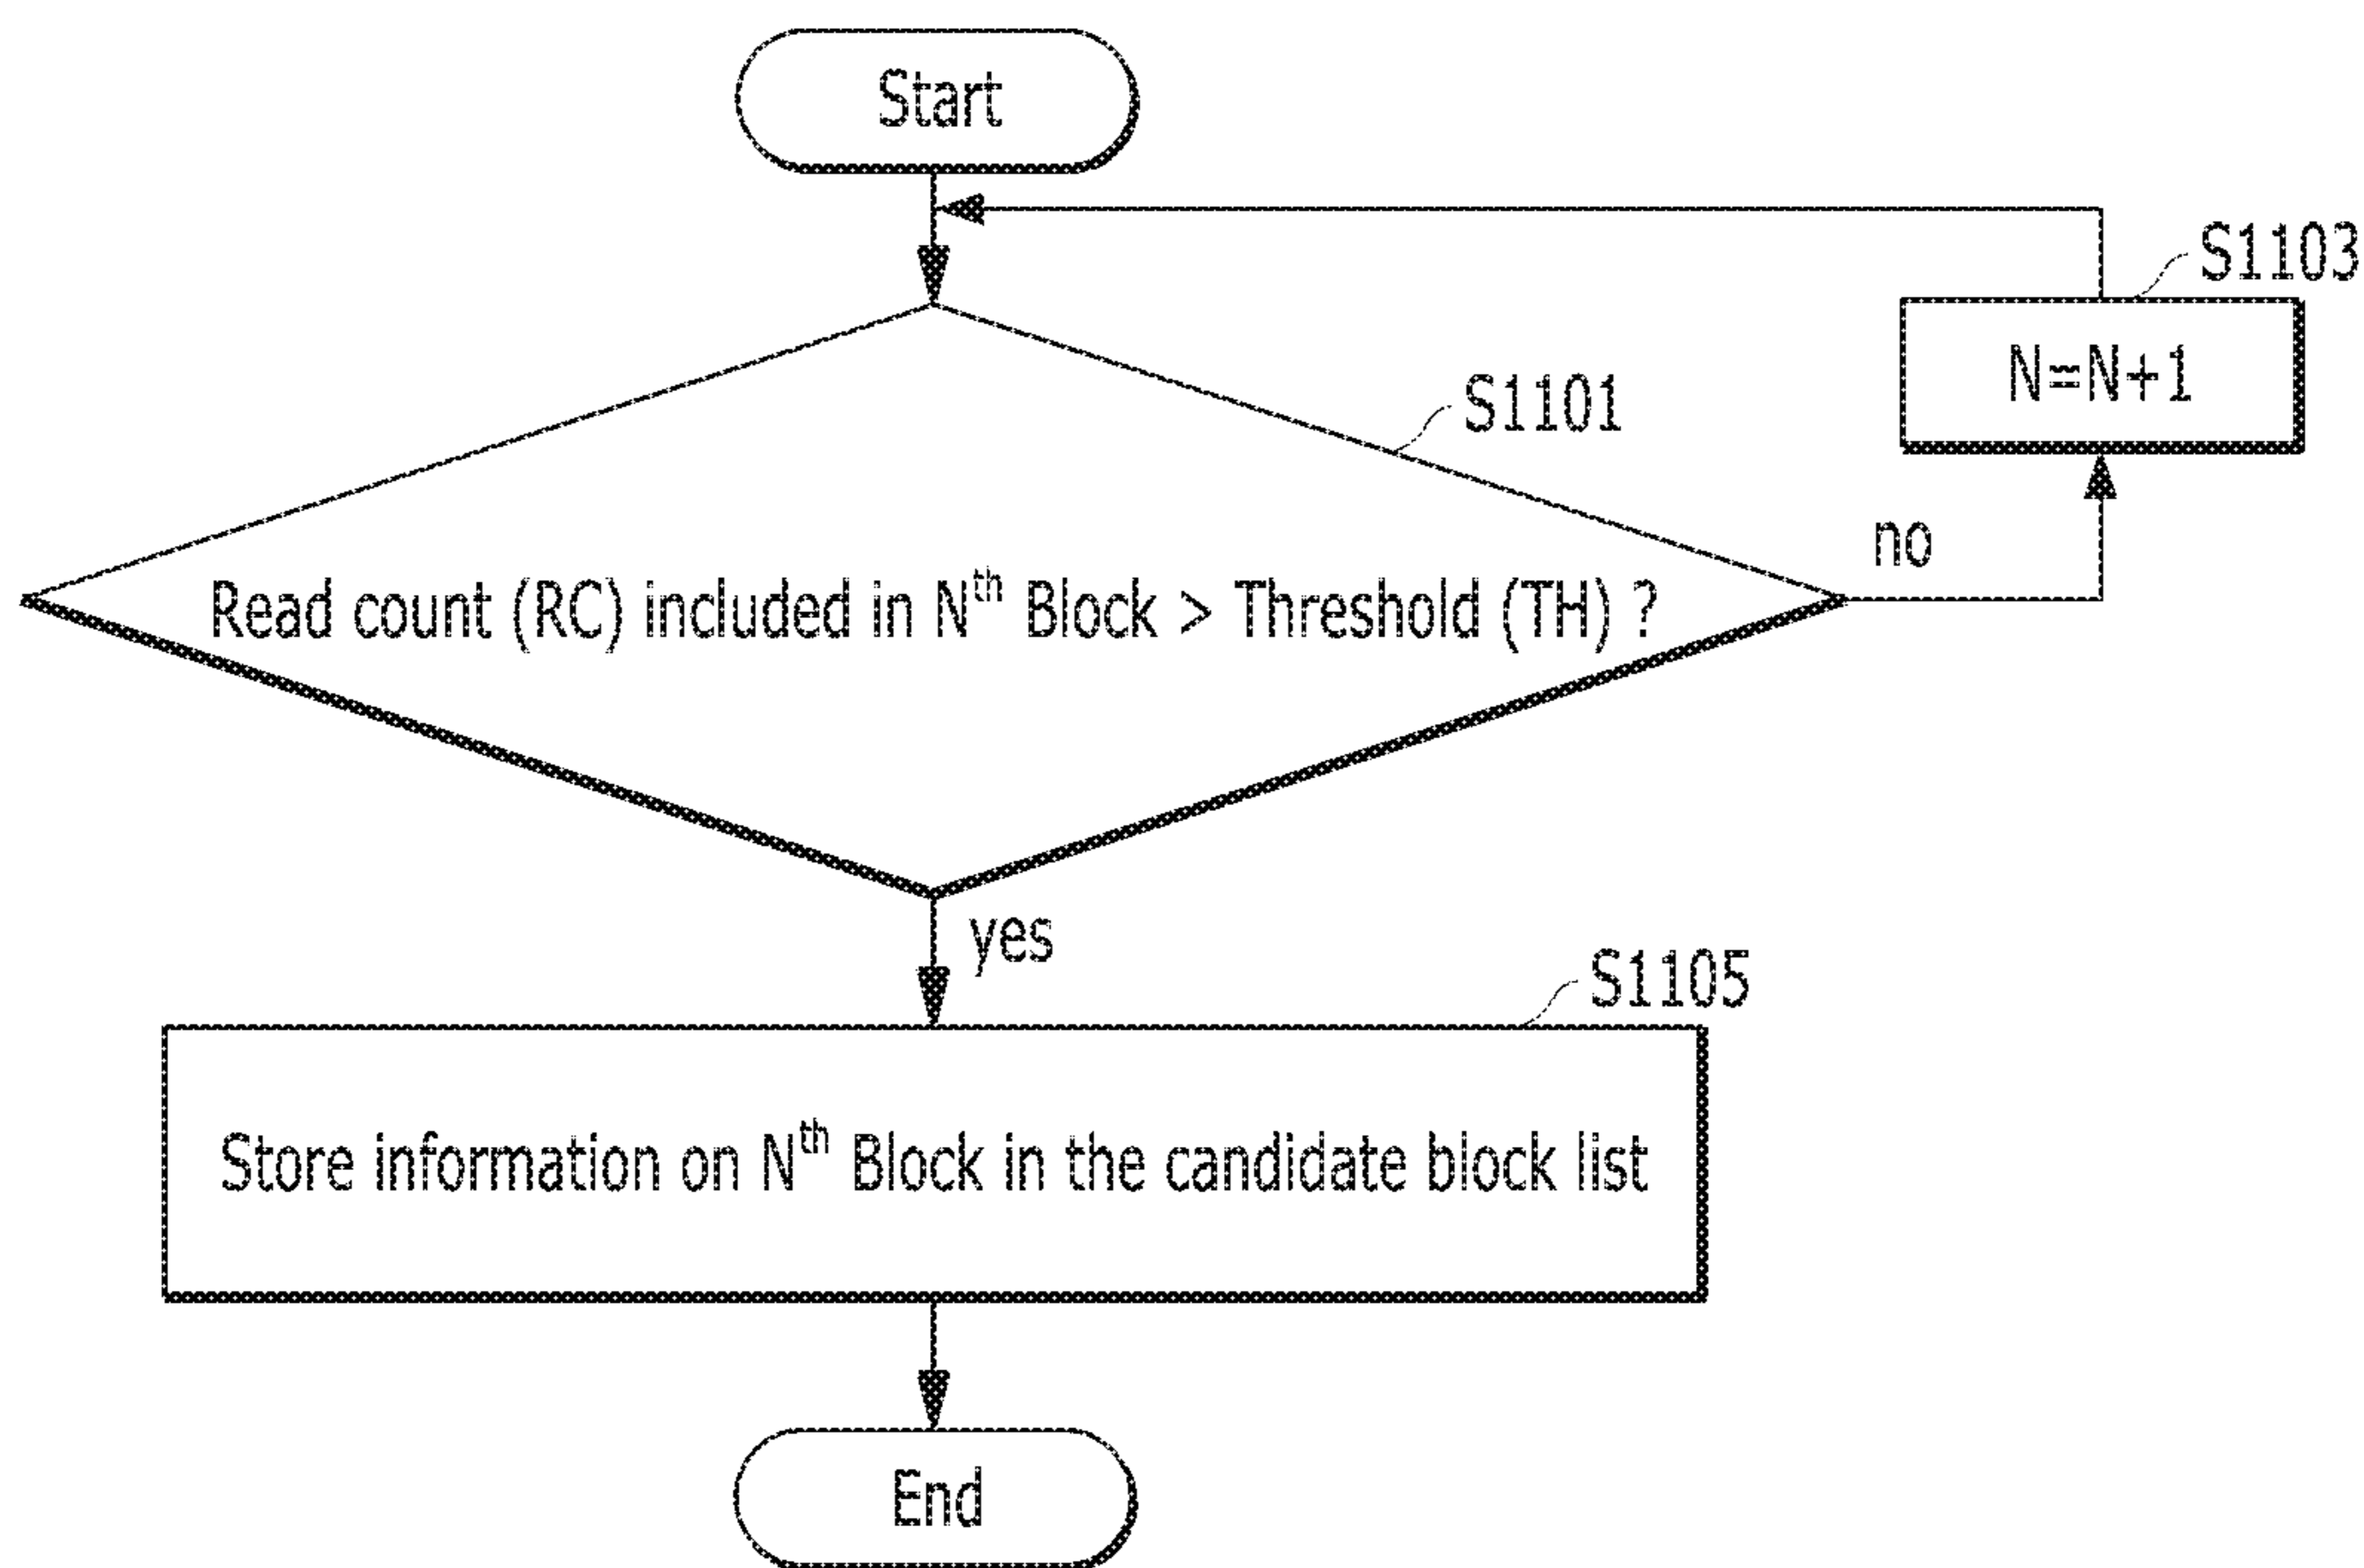 Start
S1103
N=N+1
S1101
no
Read count (RC) included in Nth Block > Threshold (TH) ?
yes
S1105
Store information on Nth Block in the candidate block list
End